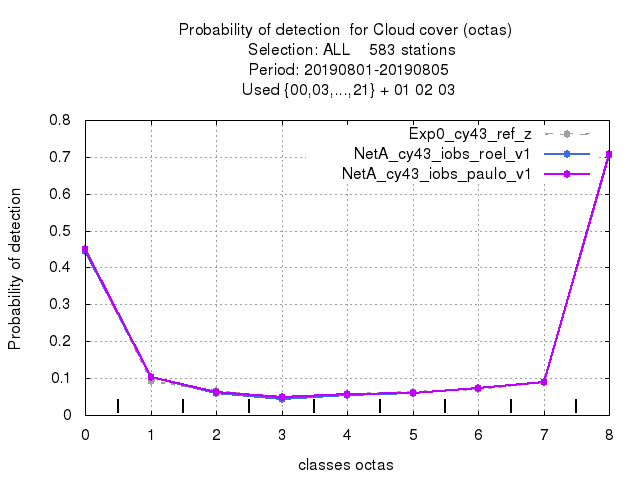 Probability of detection  for Cloud cover (octas)
Selection: ALL    583 stations
Period: 20190801-20190805
Used {00,03,...,21} + 01 02 03
Exp0_cy43_ref_z
NetA_cy43_iobs_roel_v1
NetA_cy43_iobs_paulo_v1
Probability of detection
0.8
0.7
0.6
0.5
0.4
0.3
0.2
0.1
0
0 1 2 3 4 5 6 7 8
classes octas